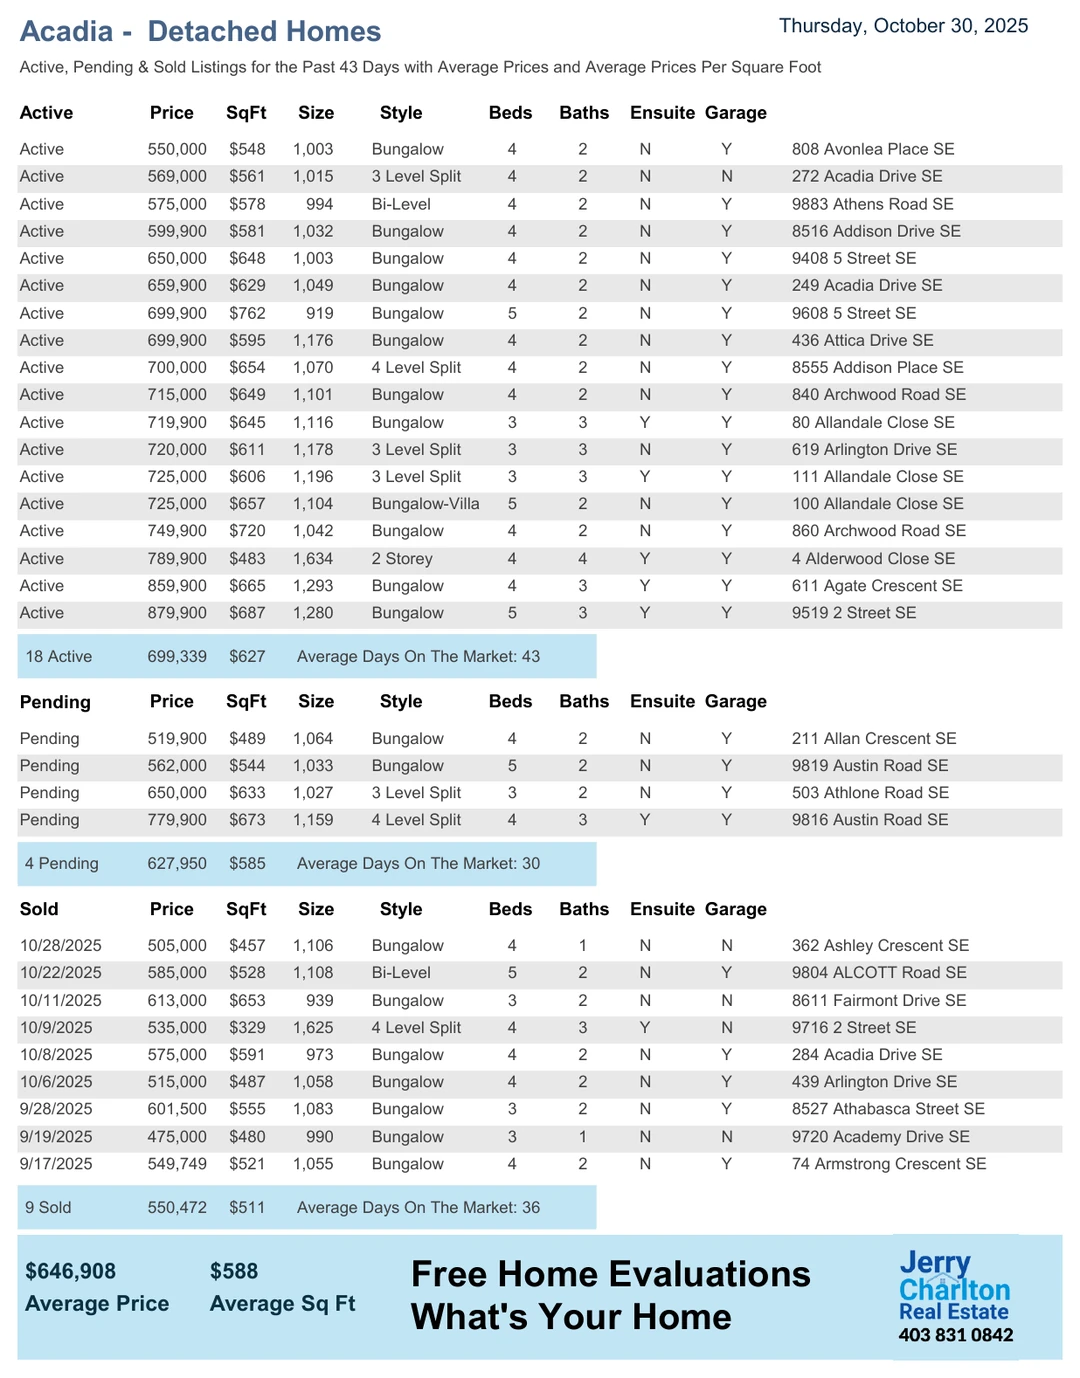 Acadia - Detached Homes
Thursday, October 30, 2025
Active, Pending & Sold Listings for the Past 43 Days with Average Prices and Average Prices Per Square Foot
Active Price SqFt Size Style Beds Baths Ensuite Garage
Active 550,000 $548 1,003 Bungalow 4 2 N Y 808 Avonlea Place SE
Active 569,000 $561 1,015 3 Level Split 4 2 N N 272 Acadia Drive SE
Active 575,000 $578 994 Bi-Level 4 2 N Y 9883 Athens Road SE
Active 599,900 $581 1,032 Bungalow 4 2 N Y 8516 Addison Drive SE
Active 650,000 $648 1,003 Bungalow 4 2 N Y 9408 5 Street SE
Active 659,900 $629 1,049 Bungalow 4 2 N Y 249 Acadia Drive SE
Active 699,900 $762 919 Bungalow 5 2 N Y 9608 5 Street SE
Active 699,900 $595 1,176 Bungalow 4 2 N Y 436 Attica Drive SE
Active 700,000 $654 1,070 4 Level Split 4 2 N Y 8555 Addison Place SE
Active 715,000 $649 1,101 Bungalow 4 2 N Y 840 Archwood Road SE
Active 719,900 $645 1,116 Bungalow 3 3 Y Y 80 Allandale Close SE
Active 720,000 $611 1,178 3 Level Split 3 3 N Y 619 Arlington Drive SE
Active 725,000 $606 1,196 3 Level Split 3 3 Y Y 111 Allandale Close SE
Active 725,000 $657 1,104 Bungalow-Villa 5 2 N Y 100 Allandale Close SE
Active 749,900 $720 1,042 Bungalow 4 2 N Y 860 Archwood Road SE
Active 789,900 $483 1,634 2 Storey 4 4 Y Y 4 Alderwood Close SE
Active 859,900 $665 1,293 Bungalow 4 3 Y Y 611 Agate Crescent SE
Active 879,900 $687 1,280 Bungalow 5 3 Y Y 9519 2 Street SE
18 Active 699,339 $627 Average Days On The Market: 43
Pending Price SqFt Size Style Beds Baths Ensuite Garage
Pending 519,900 $489 1,064 Bungalow 4 2 N Y 211 Allan Crescent SE
Pending 562,000 $544 1,033 Bungalow 5 2 N Y 9819 Austin Road SE
Pending 650,000 $633 1,027 3 Level Split 3 2 N Y 503 Athlone Road SE
Pending 779,900 $673 1,159 4 Level Split 4 3 Y Y 9816 Austin Road SE
4 Pending 627,950 $585 Average Days On The Market: 30
Sold Price SqFt Size Style Beds Baths Ensuite Garage
10/28/2025 505,000 $457 1,106 Bungalow 4 1 N N 362 Ashley Crescent SE
10/22/2025 585,000 $528 1,108 Bi-Level 5 2 N Y 9804 ALCOTT Road SE
10/11/2025 613,000 $653 939 Bungalow 3 2 N N 8611 Fairmont Drive SE
10/9/2025 535,000 $329 1,625 4 Level Split 4 3 Y N 9716 2 Street SE
10/8/2025 575,000 $591 973 Bungalow 4 2 N Y 284 Acadia Drive SE
10/6/2025 515,000 $487 1,058 Bungalow 4 2 N Y 439 Arlington Drive SE
9/28/2025 601,500 $555 1,083 Bungalow 3 2 N Y 8527 Athabasca Street SE
9/19/2025 475,000 $480 990 Bungalow 3 1 N N 9720 Academy Drive SE
9/17/2025 549,749 $521 1,055 Bungalow 4 2 N Y 74 Armstrong Crescent SE
9 Sold 550,472 $511 Average Days On The Market: 36
$646,908 $588
Average Price Average Sq Ft
Free Home Evaluations
What's Your Home
Jerry
Charlton
Real Estate
403 831 0842